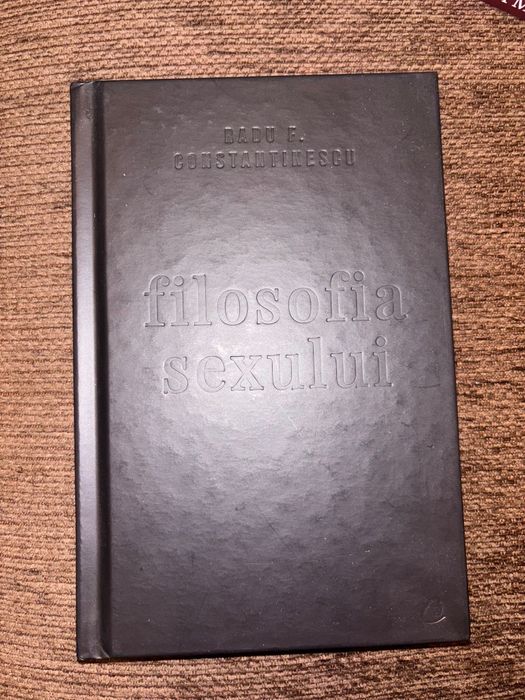 RADU F.
CONSTANTINESCU
filosofia
sexului